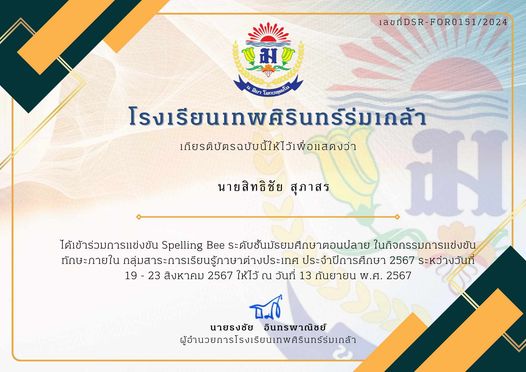 เลขที่DSR-FOR0151/2024
น สิยา โลกวฑฺฒโน
โรงเรียนเทพศิรินทร์ร่มเกล้า
เกียรติบัตรฉบับนี้ให้ไว้เพื่อแสดงว่า
นายสิทธิชัย สุภาสร
ได้เข้าร่วมการแข่งขัน Spelling Bee ระดับชั้นมัธยมศึกษาตอนปลาย ในกิจกรรมการแข่งขัน
ทักษะภายใน กลุ่มสาระการเรียนรู้ภาษาต่างประเทศ ประจำปีการศึกษา 2567 ระหว่างวันที่
19 - 23 สิงหาคม 2567 ให้ไว้ ณ วันที่ 13 กันยายน พ.ศ. 2567
นายธงชัย อินทรพาณิชย์
ผู้อำนวยการโรงเรียนเทพศิรินทร์ร่มเกล้า